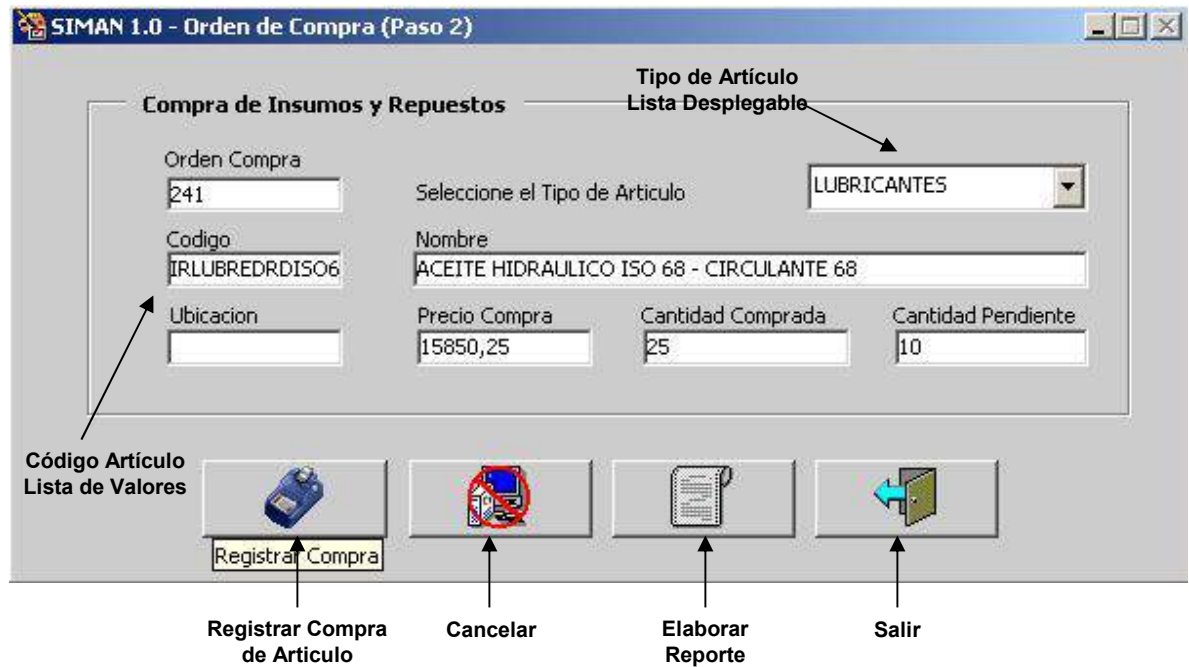 SIMAN 1.0 - Orden de Compra (Paso 2)
Tipo de Artículo
Lista Desplegable
Compra de Insumos y Repuestos
Orden Compra
241
Seleccione el Tipo de Articulo
LUBRICANTES
Codigo
Nombre
IRLUBREDRDISO6
ACEITE HIDRAULICO ISO 68 - CIRCULANTE 68
Ubicacion
Precio Compra
Cantidad Comprada
Cantidad Pendiente
15850,25
25
10
Código Artículo
Lista de Valores
Registrar Compra
Registrar Compra
de Articulo
Cancelar
Elaborar
Reporte
Salir